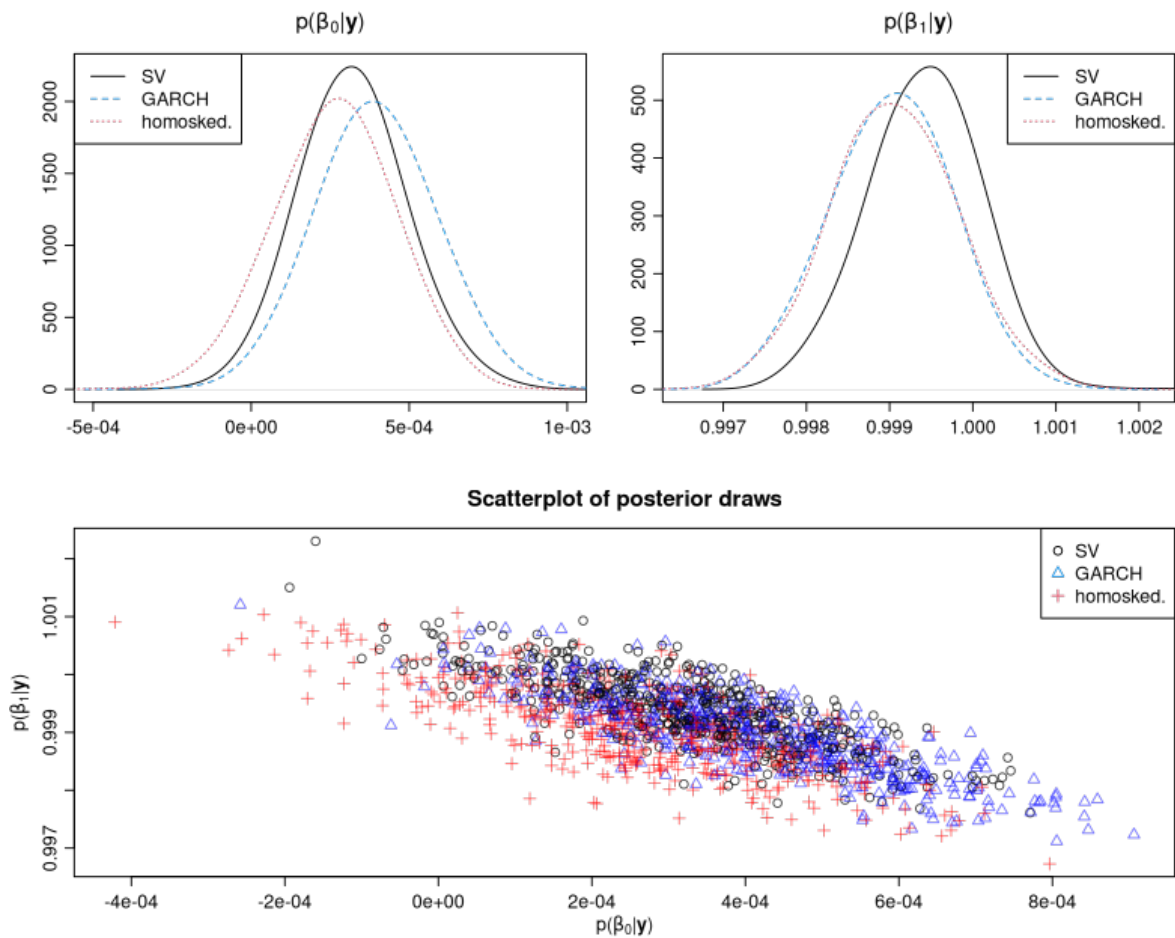 p(β₀|y)
SV
GARCH
homosked.
2000
1500
1000
500
0
-5e-04 0e+00 5e-04 1e-03
p(β₁|y)
SV
GARCH
homosked.
500
400
300
200
100
0
0.997 0.998 0.999 1.000 1.001 1.002
Scatterplot of posterior draws
SV
GARCH
homosked.
p(β₁|y)
1.001
0.999
0.997
-4e-04 -2e-04 0e+00 2e-04 4e-04 6e-04 8e-04
p(β₀|y)